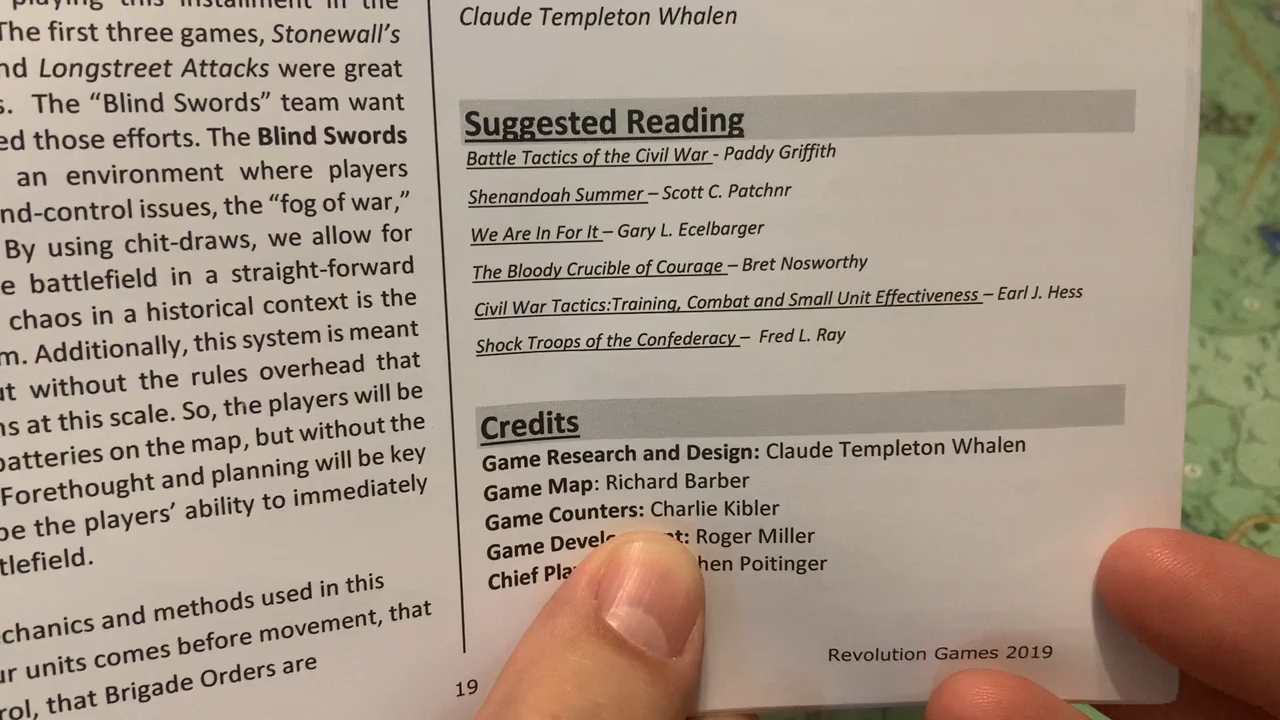 playing this installment in the
The first three games, Stonewall's
nd Longstreet Attacks were great
s. The “Blind Swords” team want
ed those efforts. The Blind Swords
an environment where players
nd-control issues, the “fog of war,”
By using chit-draws, we allow for
e battlefield in a straight-forward
chaos in a historical context is the
m. Additionally, this system is meant
ut without the rules overhead that
ns at this scale. So, the players will be
batteries on the map, but without the
Forethought and planning will be key
be the players’ ability to immediately
tlefield.
chanics and methods used in this
ur units comes before movement, that
rol, that Brigade Orders are
19
Claude Templeton Whalen
Suggested Reading
Battle Tactics of the Civil War - Paddy Griffith
Shenandoah Summer – Scott C. Patchnr
We Are In For It – Gary L. Ecelbarger
The Bloody Crucible of Courage – Bret Nosworthy
Civil War Tactics:Training, Combat and Small Unit Effectiveness – Earl J. Hess
Shock Troops of the Confederacy – Fred L. Ray
Credits
Game Research and Design: Claude Templeton Whalen
Game Map: Richard Barber
Game Counters: Charlie Kibler
Game Devel t: Roger Miller
Chief Pla hen Poitinger
Revolution Games 2019